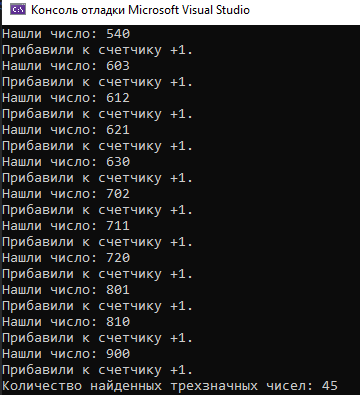 Консоль отладки Microsoft Visual Studio
Нашли число: 540
Прибавили к счетчику +1.
Нашли число: 603
Прибавили к счетчику +1.
Нашли число: 612
Прибавили к счетчику +1.
Нашли число: 621
Прибавили к счетчику +1.
Нашли число: 630
Прибавили к счетчику +1.
Нашли число: 702
Прибавили к счетчику +1.
Нашли число: 711
Прибавили к счетчику +1.
Нашли число: 720
Прибавили к счетчику +1.
Нашли число: 801
Прибавили к счетчику +1.
Нашли число: 810
Прибавили к счетчику +1.
Нашли число: 900
Прибавили к счетчику +1.
Количество найденных трехзначных чисел: 45